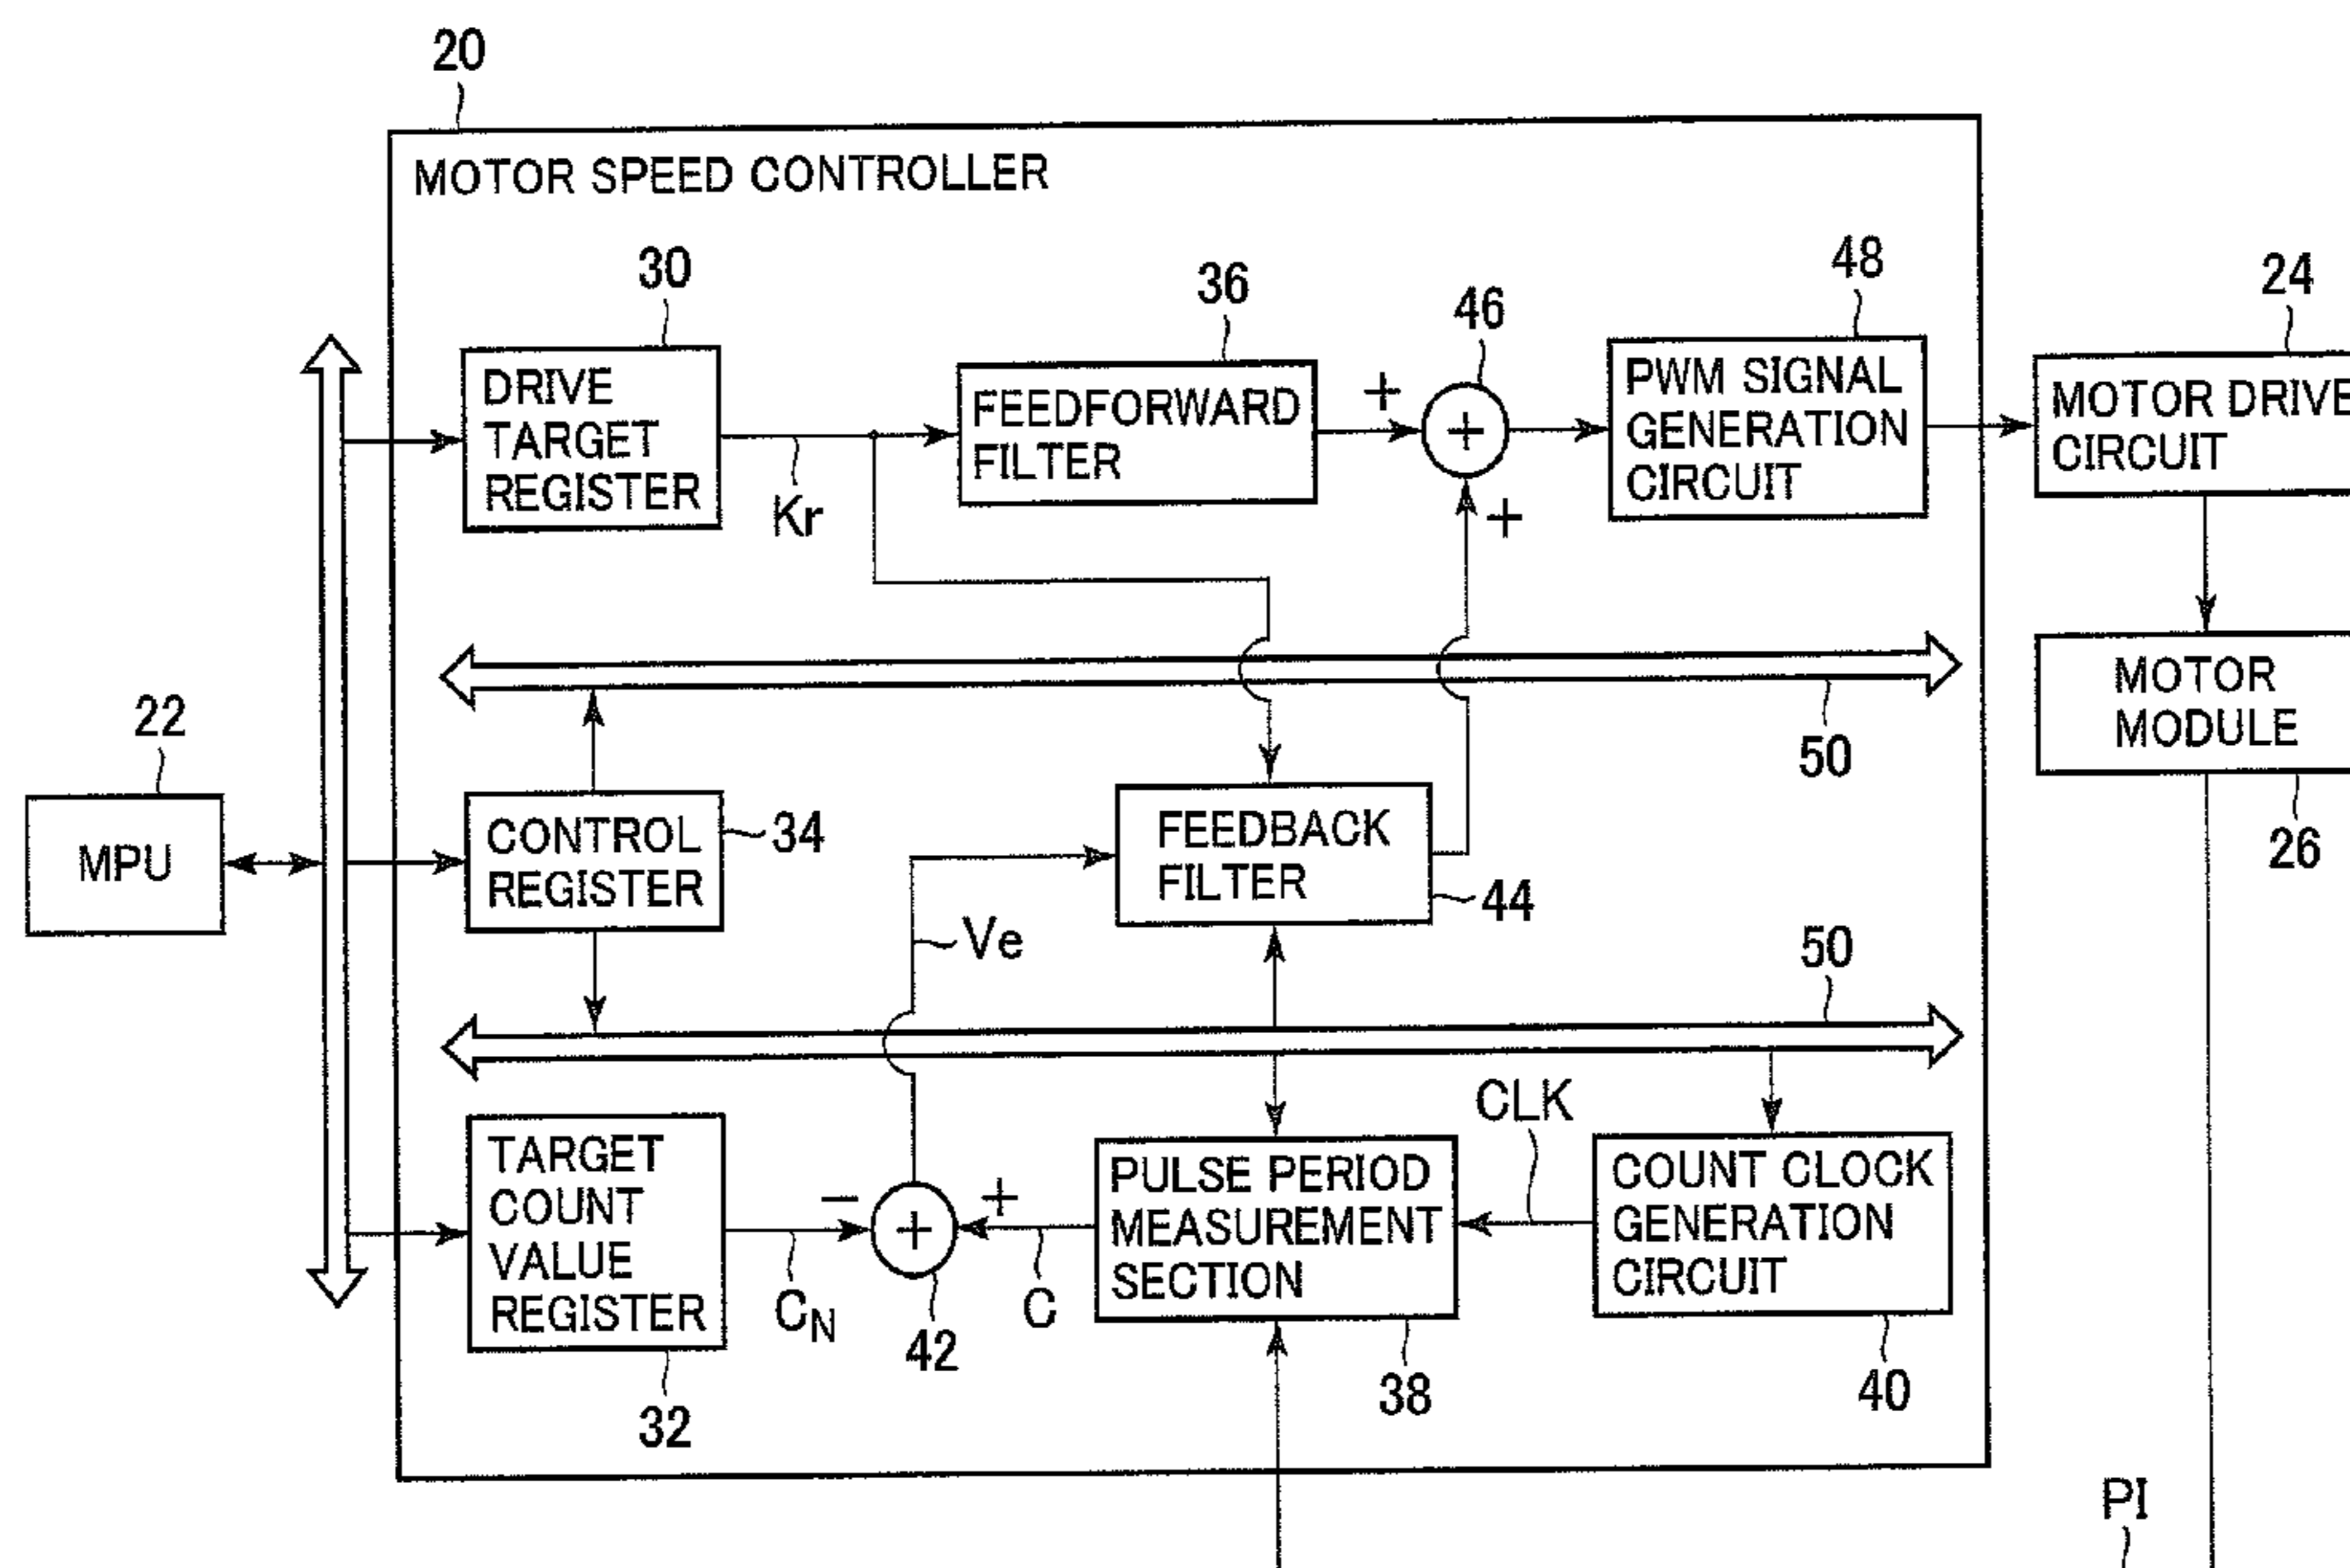 20
MOTOR SPEED CONTROLLER
30
DRIVE
TARGET
REGISTER
Kr
36
FEEDFORWARD
FILTER
+
46
+
+
48
PWM SIGNAL
GENERATION
CIRCUIT
24
MOTOR DRIVE
CIRCUIT
50
MOTOR
MODULE
26
22
MPU
CONTROL
REGISTER
34
FEEDBACK
FILTER
44
Ve
50
TARGET
COUNT
VALUE
REGISTER
32
−
CN
+
42
+
C
PULSE PERIOD
MEASUREMENT
SECTION
38
CLK
COUNT CLOCK
GENERATION
CIRCUIT
40
PI